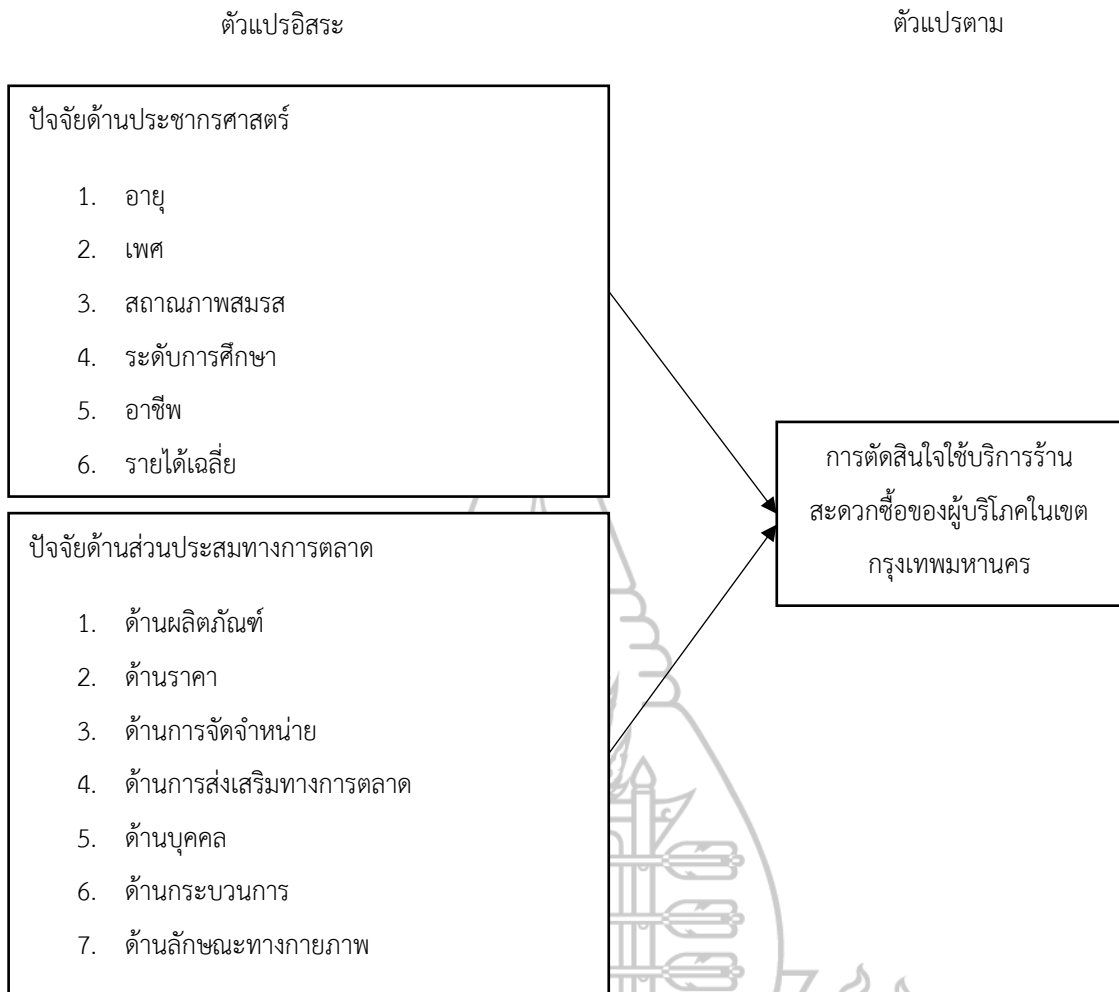 ตัวแปรอิสระ
ตัวแปรตาม
ปัจจัยด้านประชากรศาสตร์
1. อายุ
2. เพศ
3. สถาณภาพสมรส
4. ระดับการศึกษา
5. อาชีพ
6. รายได้เฉลี่ย
ปัจจัยด้านส่วนประสมทางการตลาด
1. ด้านผลิตภัณฑ์
2. ด้านราคา
3. ด้านการจัดจำหน่าย
4. ด้านการส่งเสริมทางการตลาด
5. ด้านบุคคล
6. ด้านกระบวนการ
7. ด้านลักษณะทางกายภาพ
การตัดสินใจใช้บริการร้าน
สะดวกซื้อของผู้บริโภคในเขต
กรุงเทพมหานคร